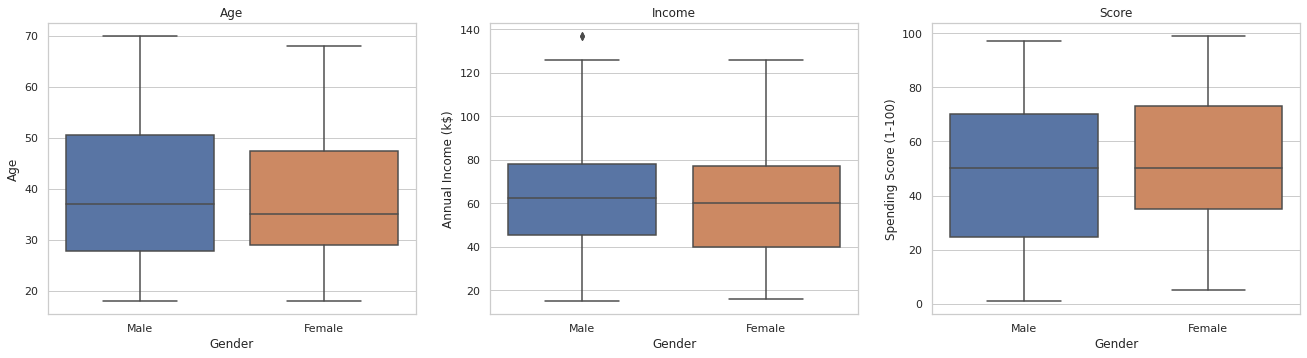 Age
70
60
50
40
30
20
Age
Male
Female
Gender
Income
140
120
100
80
60
40
20
Annual Income (k$)
Male
Female
Gender
Score
100
80
60
40
20
0
Spending Score (1-100)
Male
Female
Gender